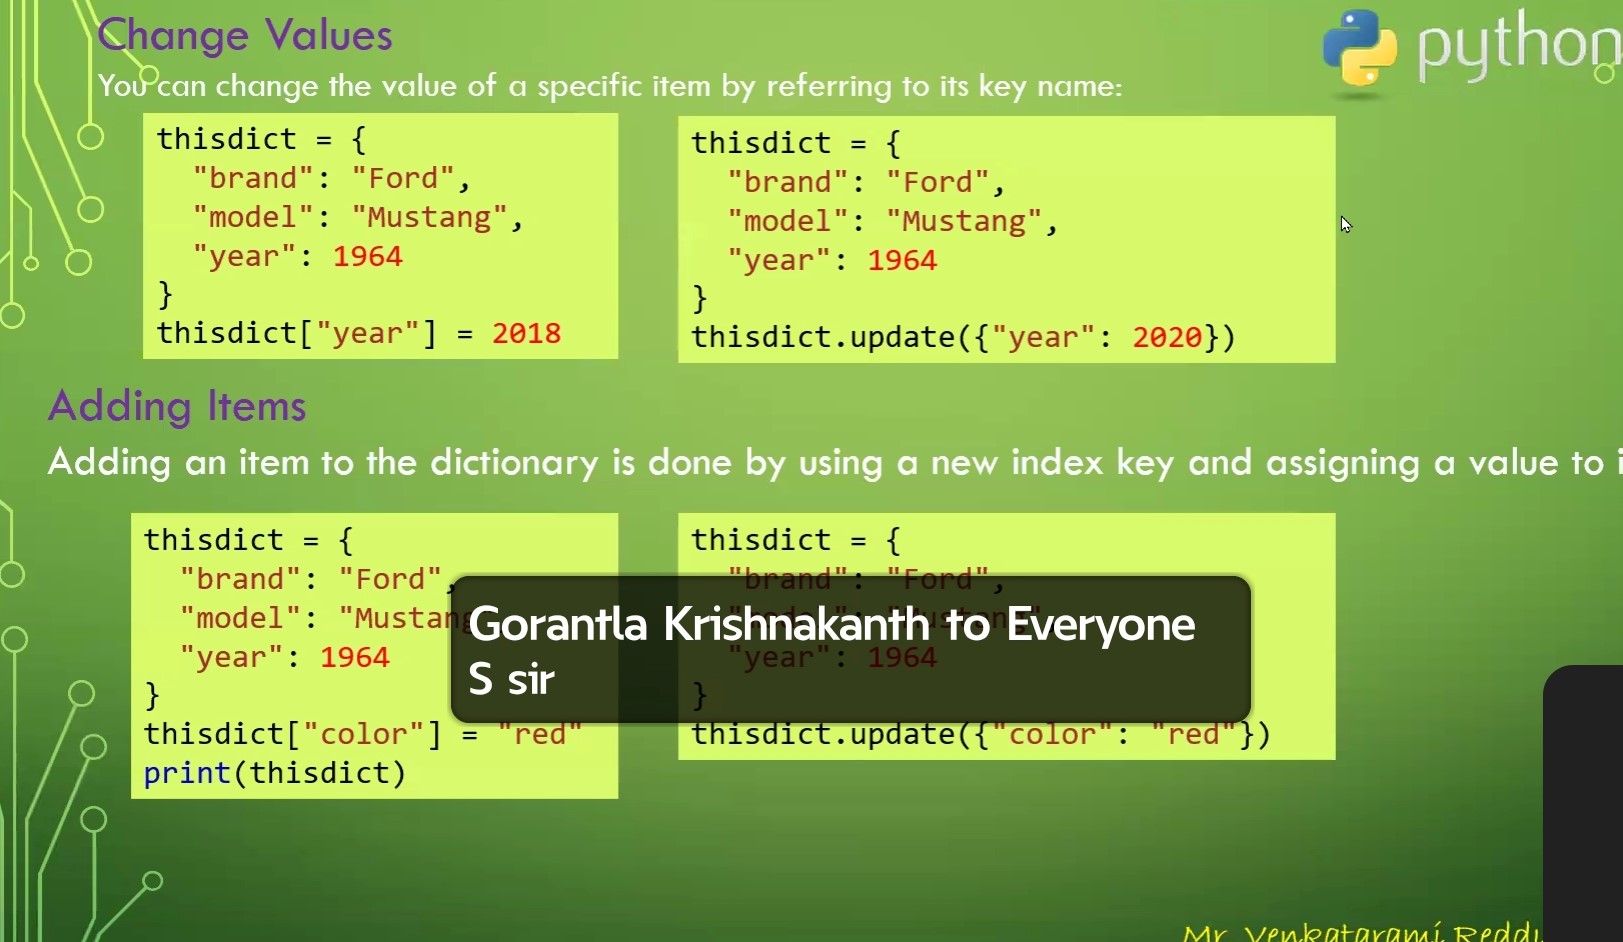 Change Values
python
You can change the value of a specific item by referring to its key name:
thisdict = {
"brand": "Ford",
"model": "Mustang",
"year": 1964
}
thisdict["year"] = 2018
thisdict = {
"brand": "Ford",
"model": "Mustang",
"year": 1964
}
thisdict.update({"year": 2020})
Adding Items
Adding an item to the dictionary is done by using a new index key and assigning a value to i
thisdict = {
"brand": "Ford",
"model": "Mustang
"year": 1964
}
thisdict["color"] = "red"
print(thisdict)
thisdict = {
"brand": "Ford",
"model": "Mustang",
"year": 1964
}
thisdict.update({"color": "red"})
Gorantla Krishnakanth to Everyone
S sir
Mr. Venkatarami Reddy